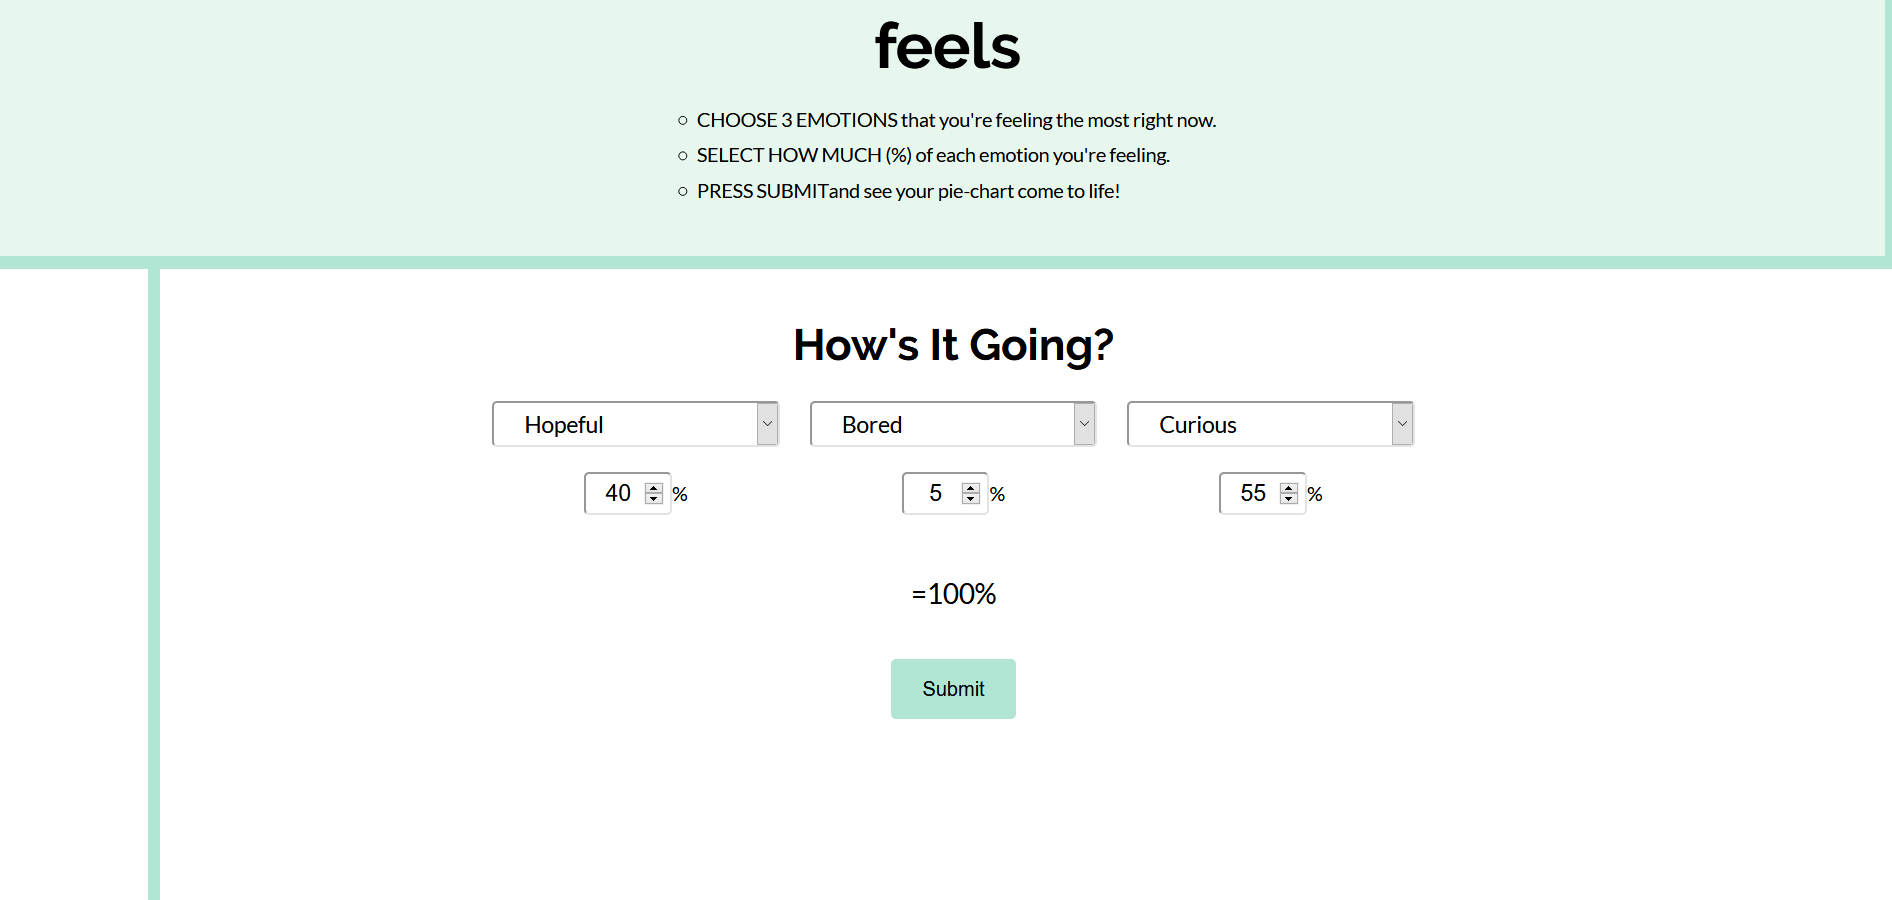 feels
CHOOSE 3 EMOTIONS that you're feeling the most right now.
SELECT HOW MUCH (%) of each emotion you're feeling.
PRESS SUBMITand see your pie-chart come to life!
How's It Going?
Hopeful Bored Curious
40 % 5 % 55 %
=100%
Submit